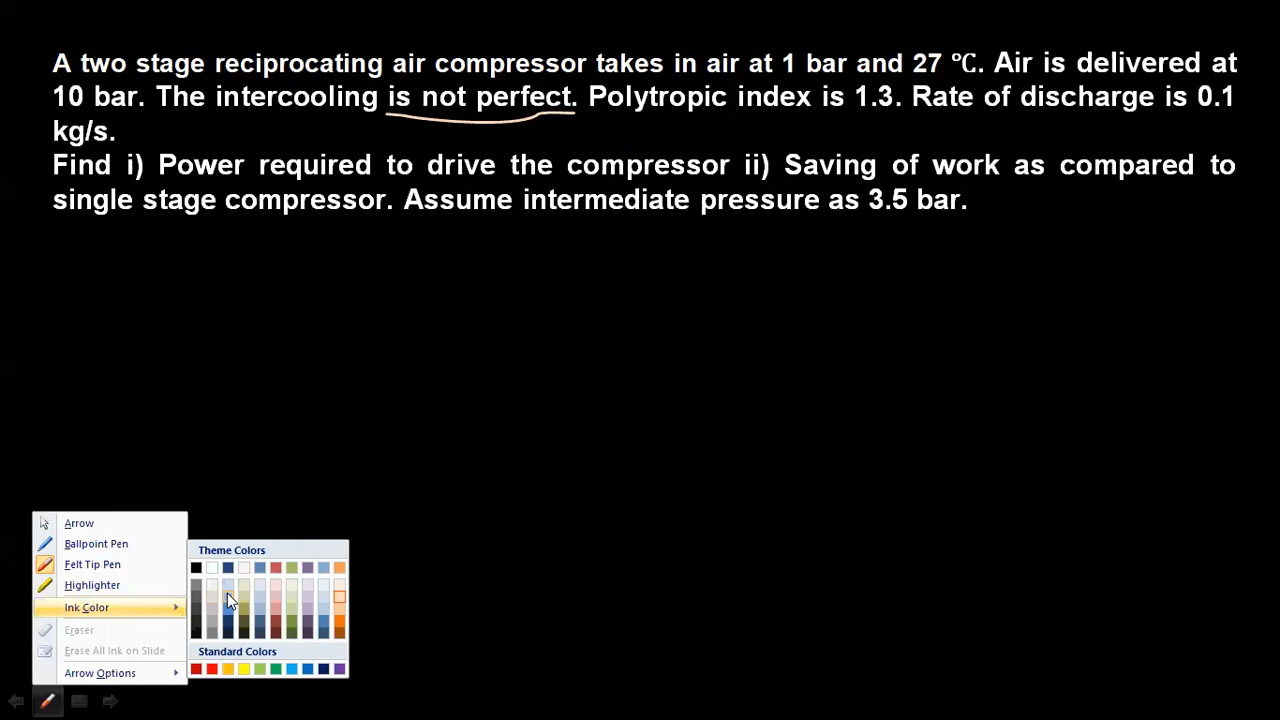 A two stage reciprocating air compressor takes in air at 1 bar and 27 ℃. Air is delivered at
10 bar. The intercooling is not perfect. Polytropic index is 1.3. Rate of discharge is 0.1
kg/s.
Find i) Power required to drive the compressor ii) Saving of work as compared to
single stage compressor. Assume intermediate pressure as 3.5 bar.
Arrow
Ballpoint Pen
Felt Tip Pen
Highlighter
Ink Color
Eraser
Erase All Ink on Slide
Arrow Options
Theme Colors
Standard Colors